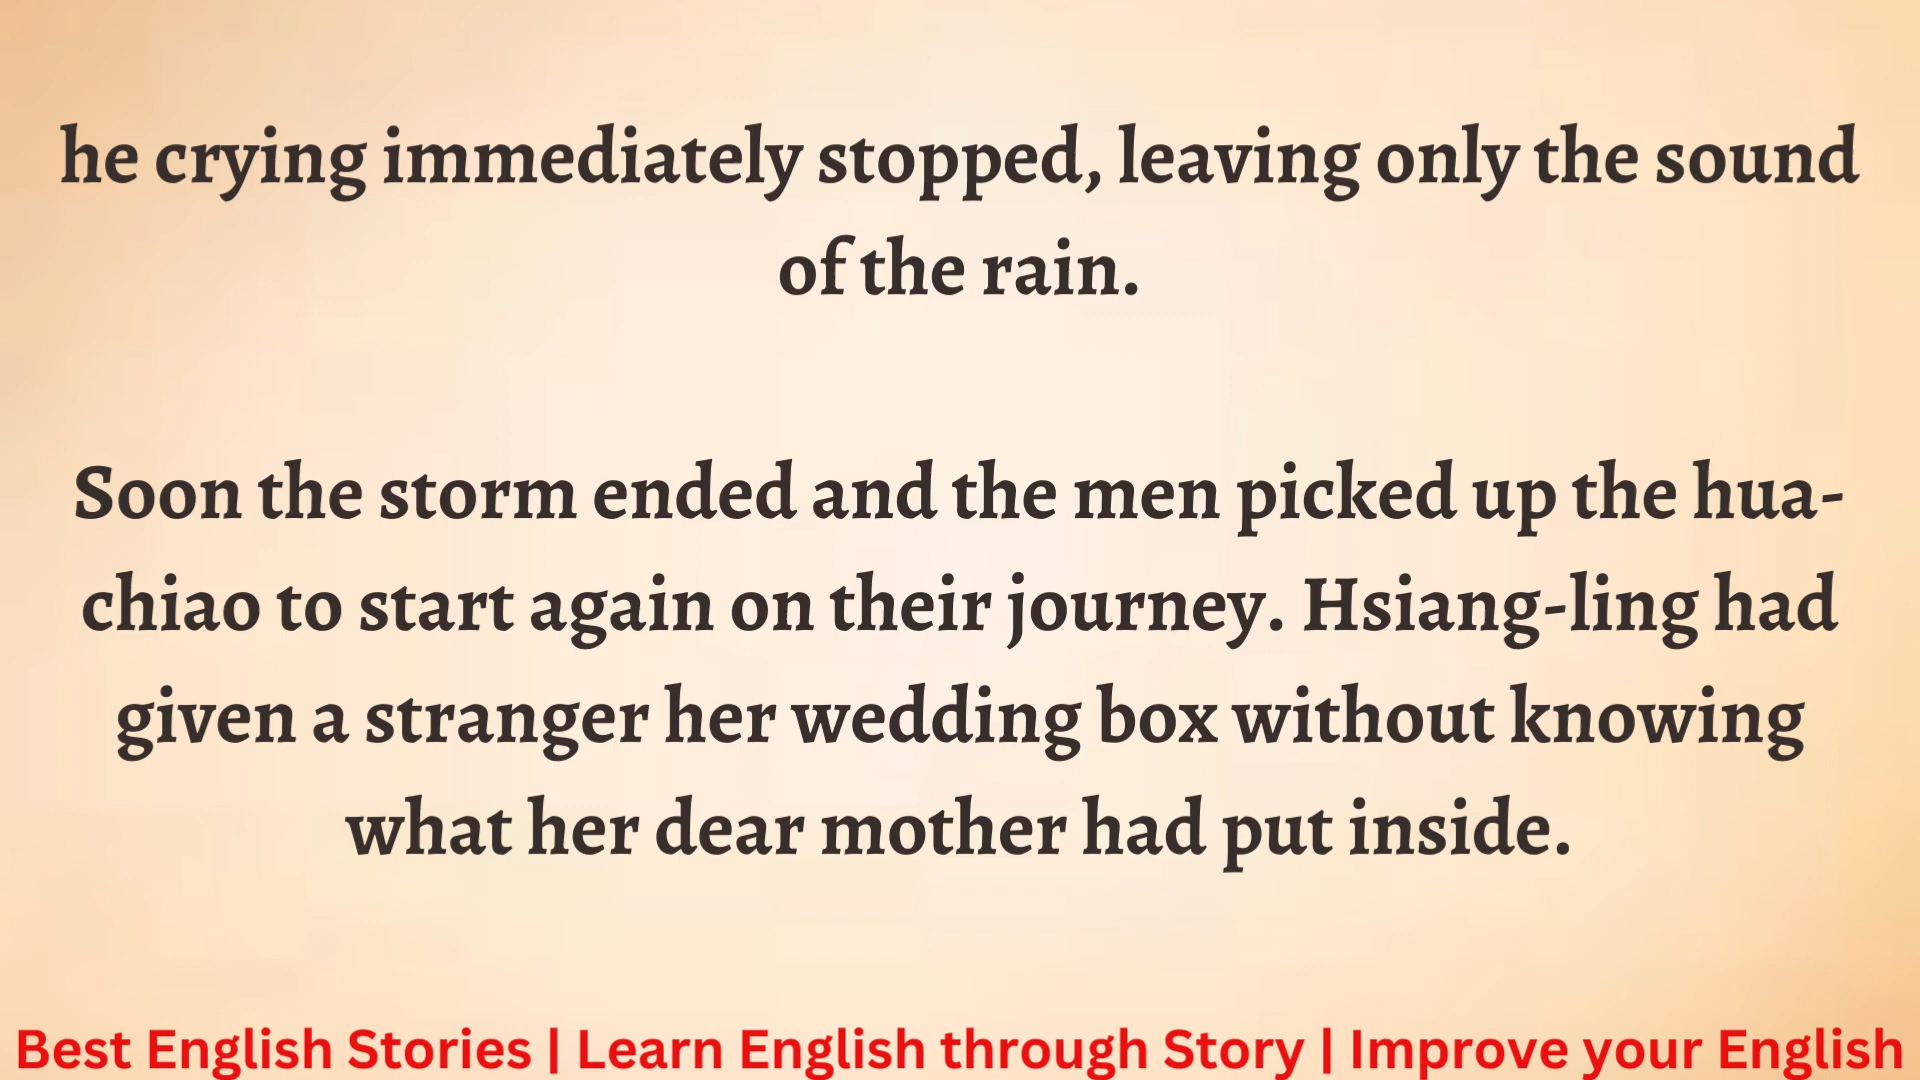 he crying immediately stopped, leaving only the sound
of the rain.
Soon the storm ended and the men picked up the hua-
chiao to start again on their journey. Hsiang-ling had
given a stranger her wedding box without knowing
what her dear mother had put inside.
Best English Stories | Learn English through Story | Improve your English